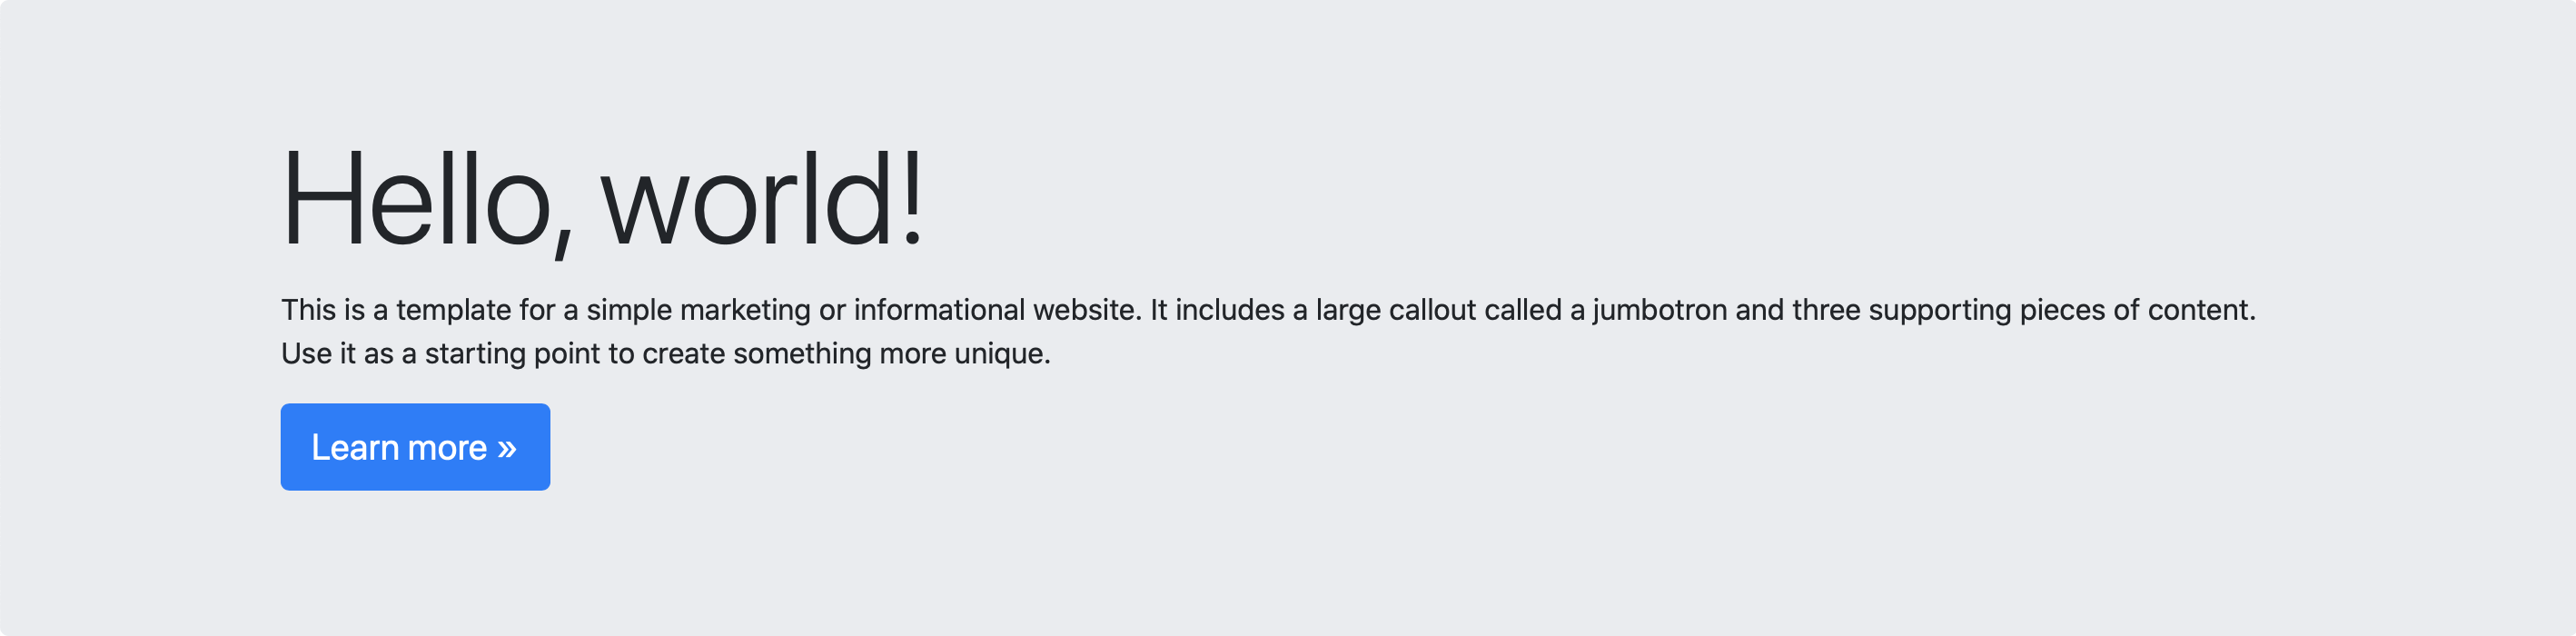 Hello, world!
This is a template for a simple marketing or informational website. It includes a large callout called a jumbotron and three supporting pieces of content.
Use it as a starting point to create something more unique.
Learn more »